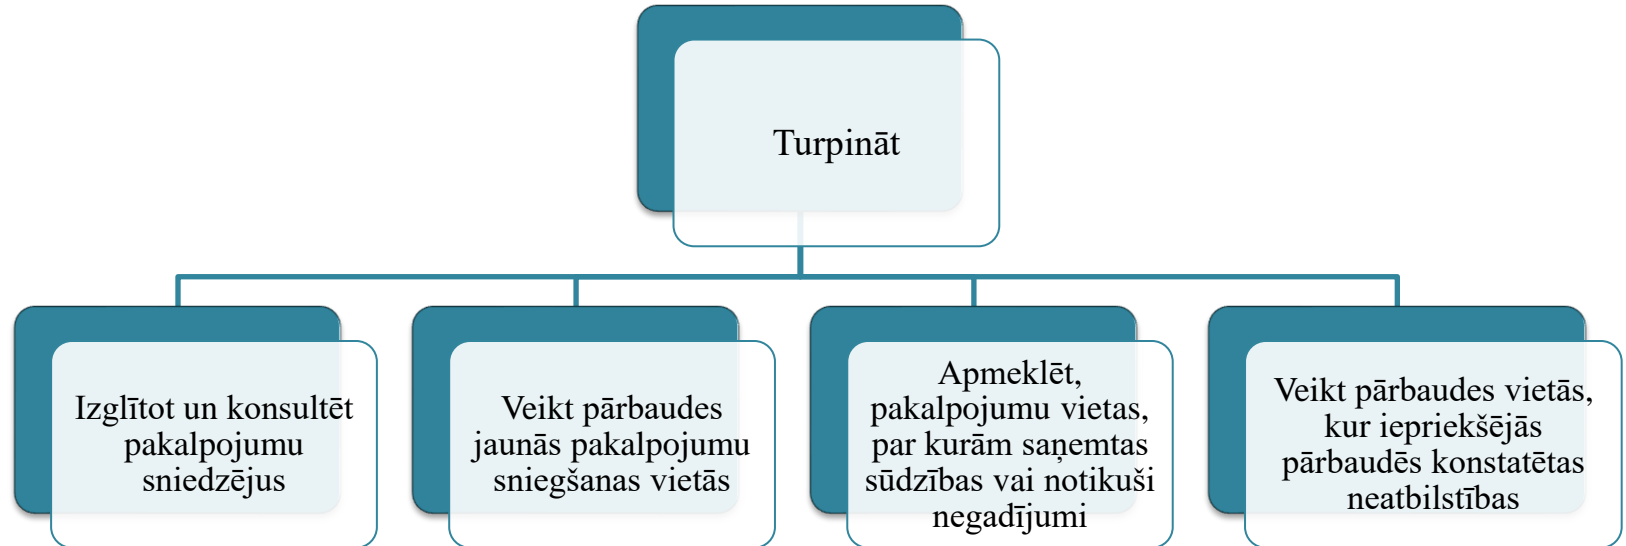 Turpināt
Izglītot un konsultēt
pakalpojumu
sniedzējus
Veikt pārbaudes
jaunās pakalpojumu
sniegšanas vietās
Apmeklēt,
pakalpojumu vietas,
par kurām saņemtas
sūdzības vai notikuši
negadījumi
Veikt pārbaudes vietās,
kur iepriekšējās
pārbaudēs konstatētas
neatbilstības